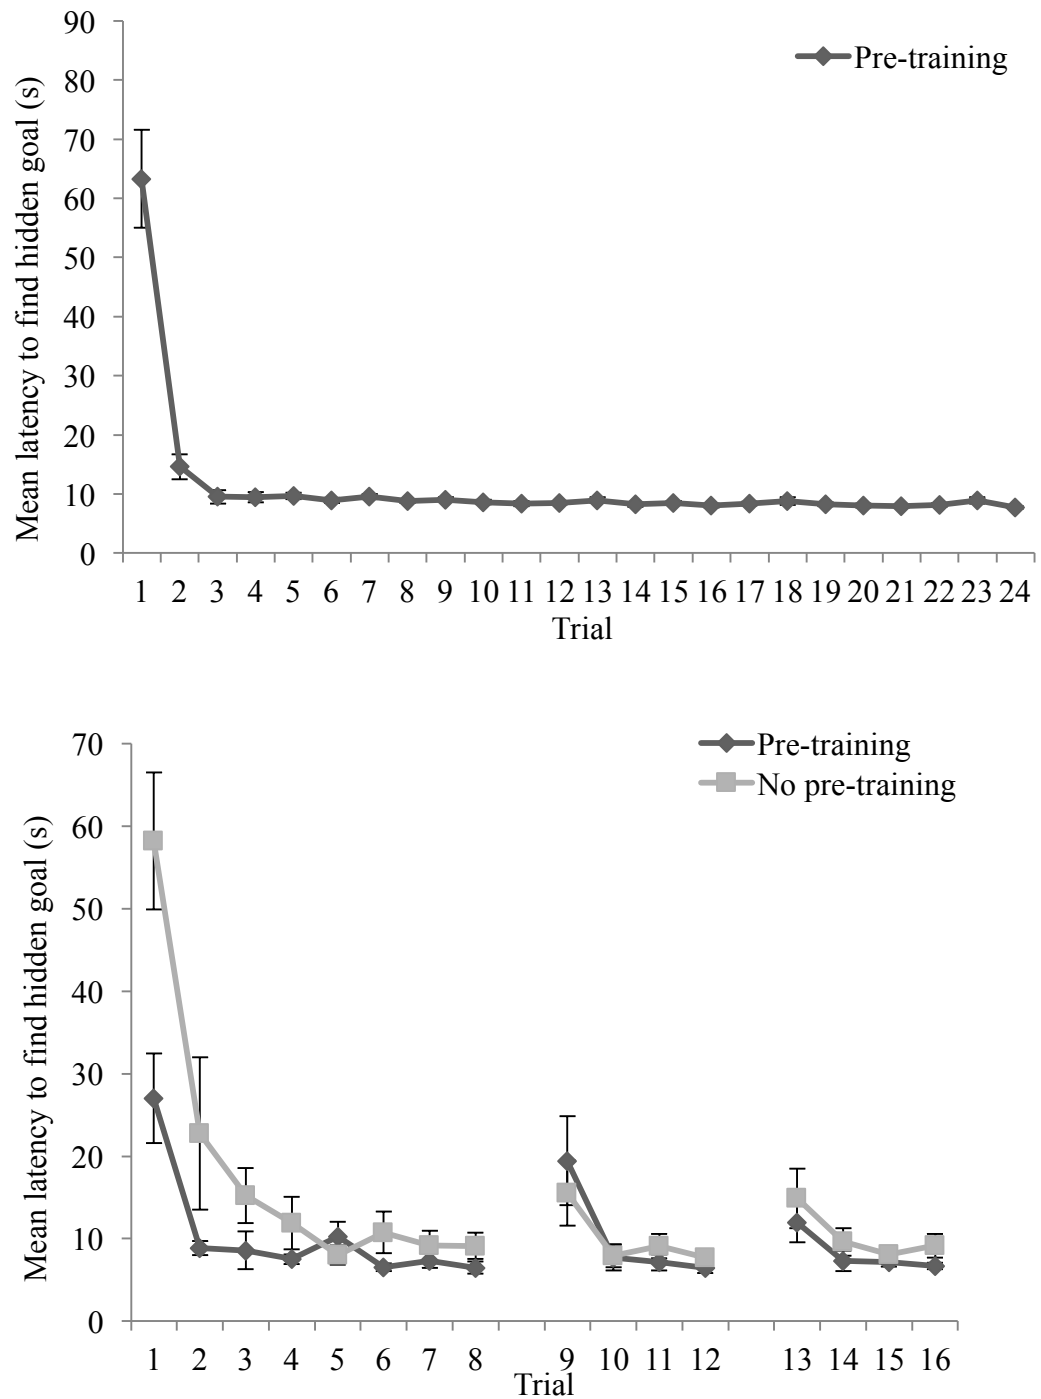 90
Pre-training
80
70
60
50
40
30
20
10
0
Mean latency to find hidden goal (s)
1 2 3 4 5 6 7 8 9 10 11 12 13 14 15 16 17 18 19 20 21 22 23 24
Trial
70
Pre-training
No pre-training
60
50
40
30
20
10
0
Mean latency to find hidden goal (s)
1 2 3 4 5 6 7 8 9 10 11 12 13 14 15 16
Trial